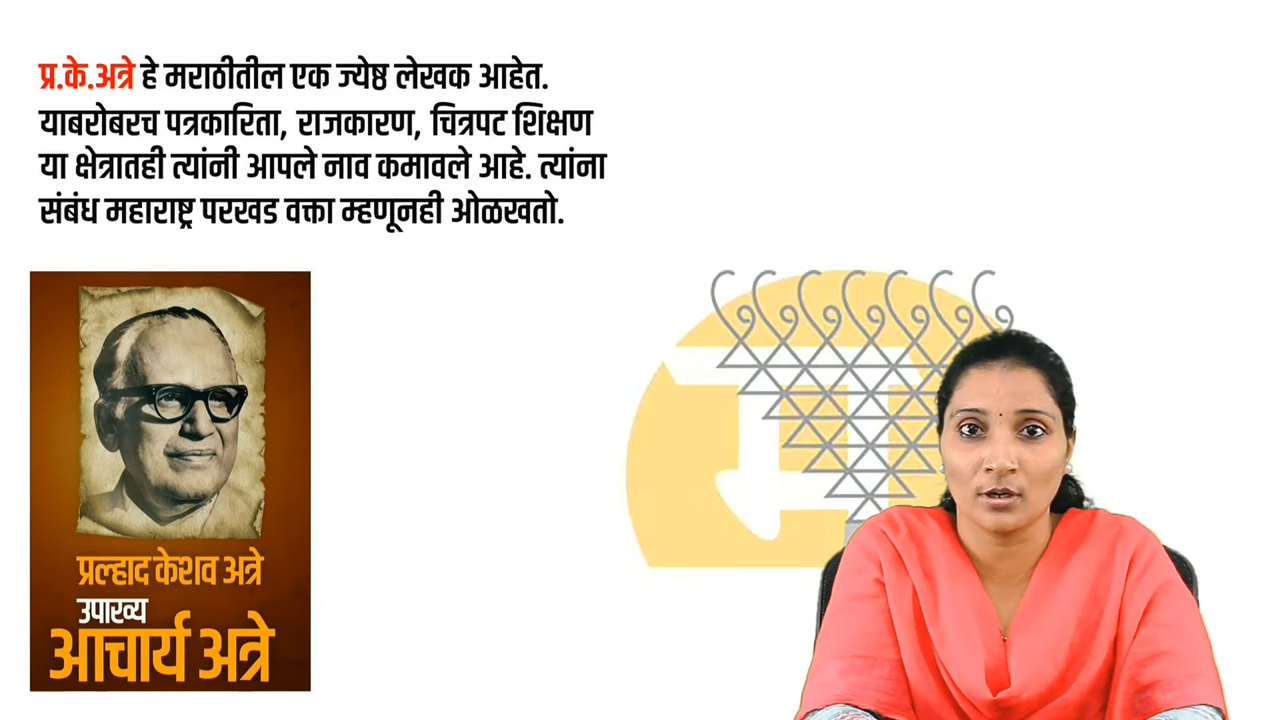 प्र.के.अत्रे हे मराठीतील एक ज्येष्ठ लेखक आहेत.
याबरोबरच पत्रकारिता, राजकारण, चित्रपट शिक्षण
या क्षेत्रातही त्यांनी आपले नाव कमावले आहे. त्यांना
संबंध महाराष्ट्र परखड वक्ता म्हणूनही ओळखतो.
प्रल्हाद केशव अत्रे
उपाख्य
आचार्य अत्रे